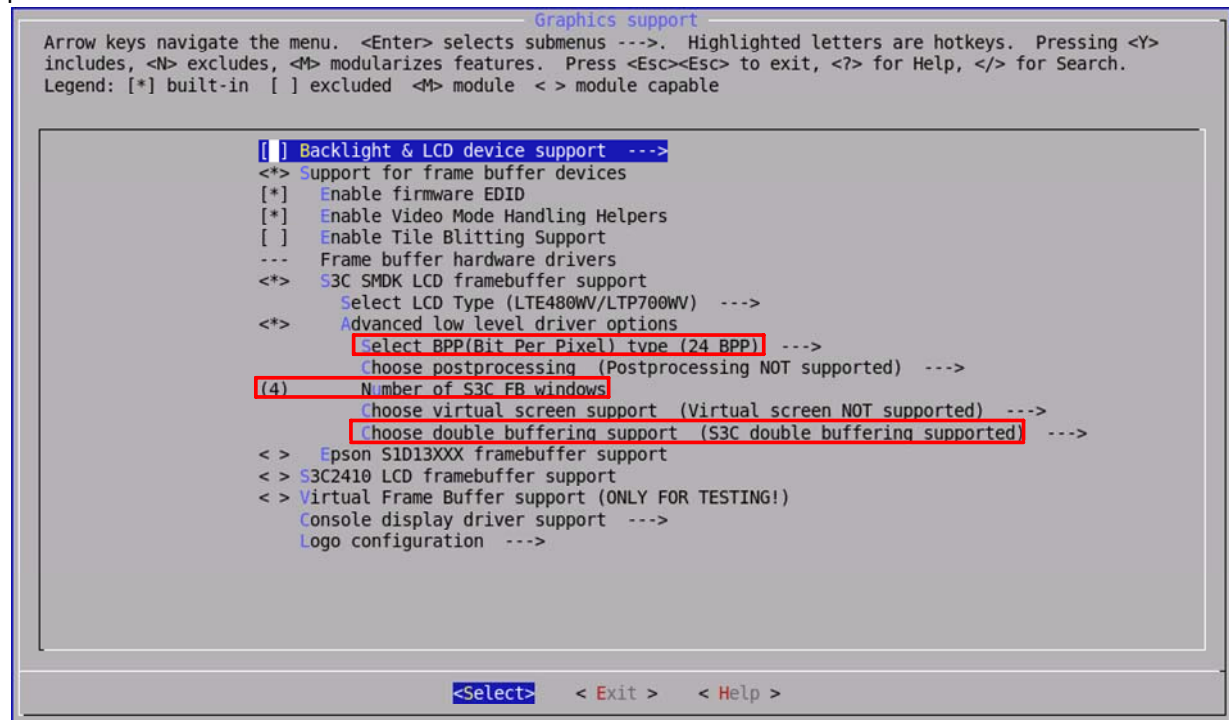 Graphics support
Arrow keys navigate the menu.  <Enter> selects submenus --->.  Highlighted letters are hotkeys.  Pressing <Y>
includes, <N> excludes, <M> modularizes features.  Press <Esc><Esc> to exit, <?> for Help, </> for Search.
Legend: [*] built-in  [ ] excluded  <M> module  < > module capable
[ ] Backlight & LCD device support  --->
<*> Support for frame buffer devices
[*]   Enable firmware EDID
[*]   Enable Video Mode Handling Helpers
[ ]   Enable Tile Blitting Support
---   Frame buffer hardware drivers
<*>   S3C SMDK LCD framebuffer support
Select LCD Type (LTE480WV/LTP700WV)  --->
<*>     Advanced low level driver options
Select BPP(Bit Per Pixel) type (24 BPP)  --->
Choose postprocessing  (Postprocessing NOT supported)  --->
(4)       Number of S3C FB windows
Choose virtual screen support  (Virtual screen NOT supported)  --->
Choose double buffering support  (S3C double buffering supported)  --->
< >   Epson S1D13XXX framebuffer support
< > S3C2410 LCD framebuffer support
< > Virtual Frame Buffer support (ONLY FOR TESTING!)
Console display driver support  --->
Logo configuration  --->
<Select>    < Exit >    < Help >